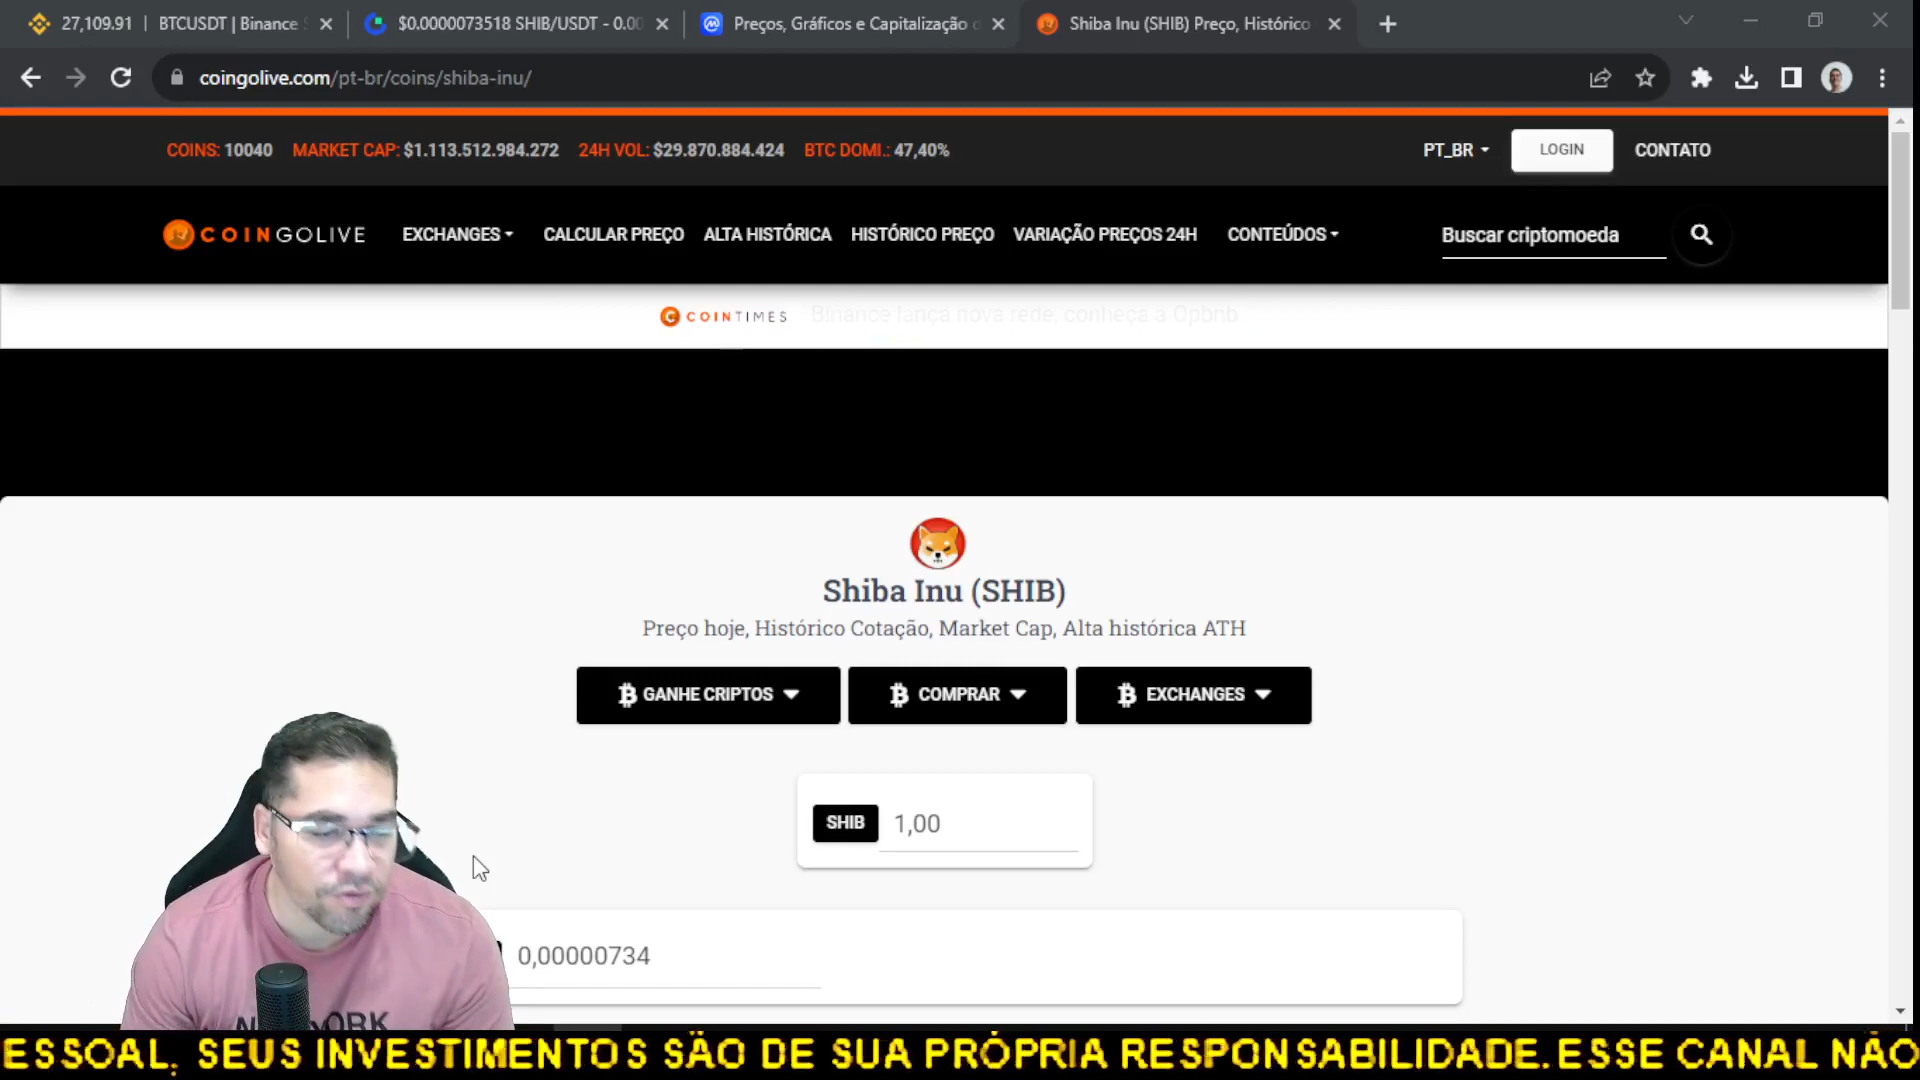 27,109.91 | BTCUSDT | Binance
$0.0000073518 SHIB/USDT - 0.00
Preços, Gráficos e Capitalização d
Shiba Inu (SHIB) Preço, Histórico
coingolive.com/pt-br/coins/shiba-inu/
COINS: 10040 MARKET CAP: $1.113.512.984.272 24H VOL: $29.870.884.424 BTC DOMI.: 47,40%
PT_BR LOGIN CONTATO
COINGOLIVE EXCHANGES CALCULAR PREÇO ALTA HISTÓRICA HISTÓRICO PREÇO VARIAÇÃO PREÇOS 24H CONTEÚDOS Buscar criptomoeda
COINTIMES Binance lança nova rede, conheça a Opbnb
Shiba Inu (SHIB)
Preço hoje, Histórico Cotação, Market Cap, Alta histórica ATH
GANHE CRIPTOS COMPRAR EXCHANGES
SHIB 1,00
0,00000734
ESSOAL, SEUS INVESTIMENTOS SÃO DE SUA PRÓPRIA RESPONSABILIDADE. ESSE CANAL NÃO